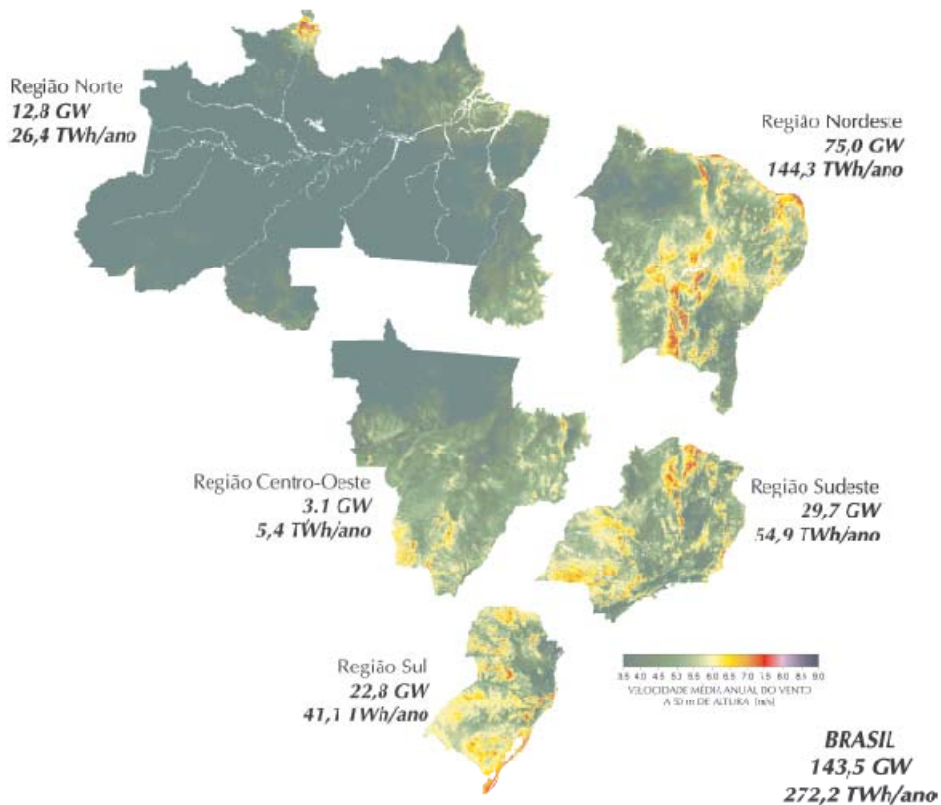 Região Norte
12,8 GW
26,4 TWh/ano
Região Nordeste
75,0 GW
144,3 TWh/ano
Região Centro-Oeste
3.1 GW
5,4 TWh/ano
Região Sudeste
29,7 GW
54,9 TWh/ano
Região Sul
22,8 GW
41,1 TWh/ano
3.5 4.0 4.5 5.0 5.5 6.0 6.5 7.0 7.5 8.0 8.5 9.0
VELOCIDADE MÉDIA ANUAL DO VENTO
A 50 m DE ALTURA [m/s]
BRASIL
143,5 GW
272,2 TWh/ano